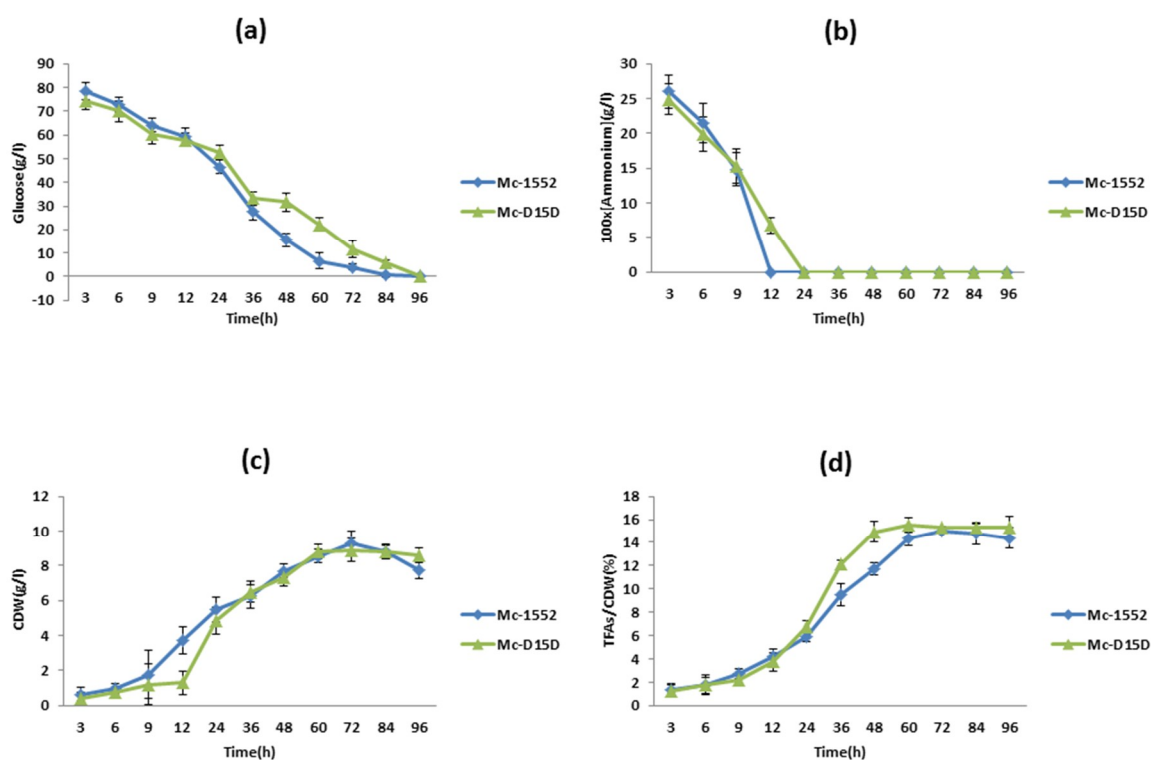 (a)
Glucose(g/l)
90
80
70
60
50
40
30
20
10
0
-10
3 6 9 12 24 36 48 60 72 84 96
Time(h)
Mc-1552
Mc-D15D
(b)
100x[Ammonium](g/l)
30
25
20
15
10
5
0
3 6 9 12 24 36 48 60 72 84 96
Time(h)
Mc-1552
Mc-D15D
(c)
CDW(g/l)
12
10
8
6
4
2
0
3 6 9 12 24 36 48 60 72 84 96
Time(h)
Mc-1552
Mc-D15D
(d)
TFAs/CDW(%)
18
16
14
12
10
8
6
4
2
0
3 6 9 12 24 36 48 60 72 84 96
Time(h)
Mc-1552
Mc-D15D